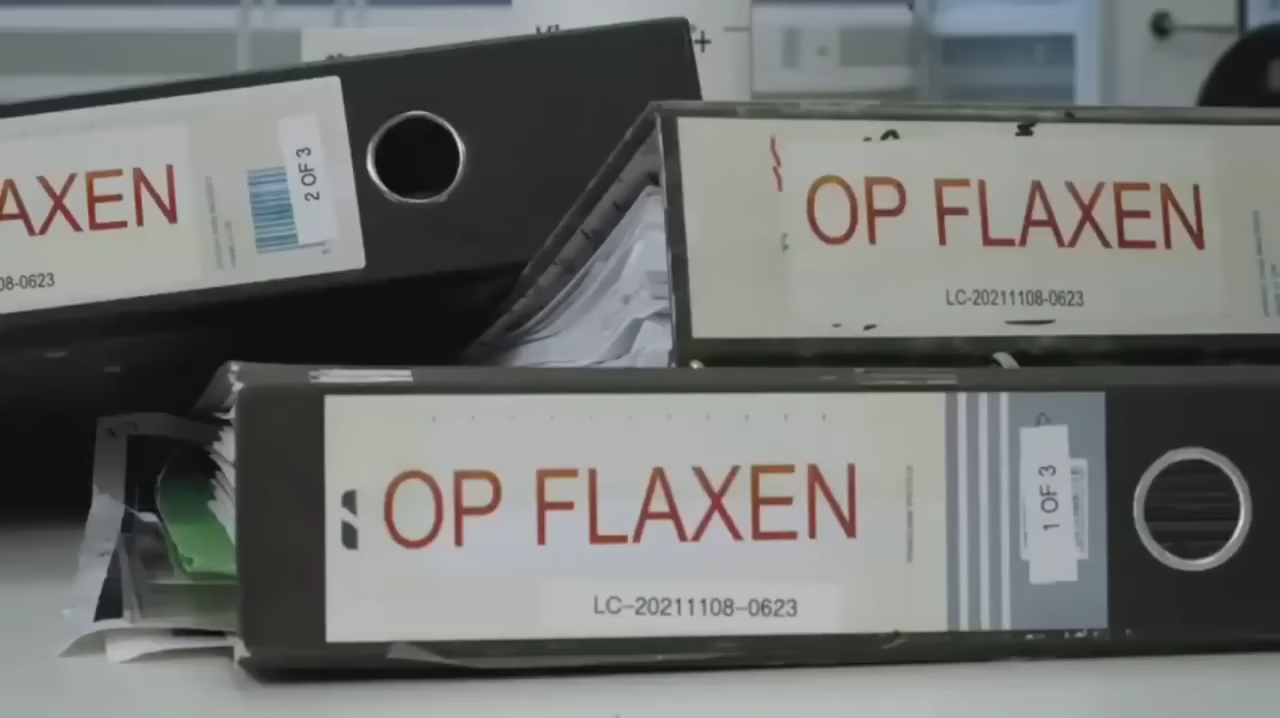 AXEN
08-0623
2 OF 3
OP FLAXEN
LC-20211108-0623
OP FLAXEN
LC-20211108-0623
1 OF 3